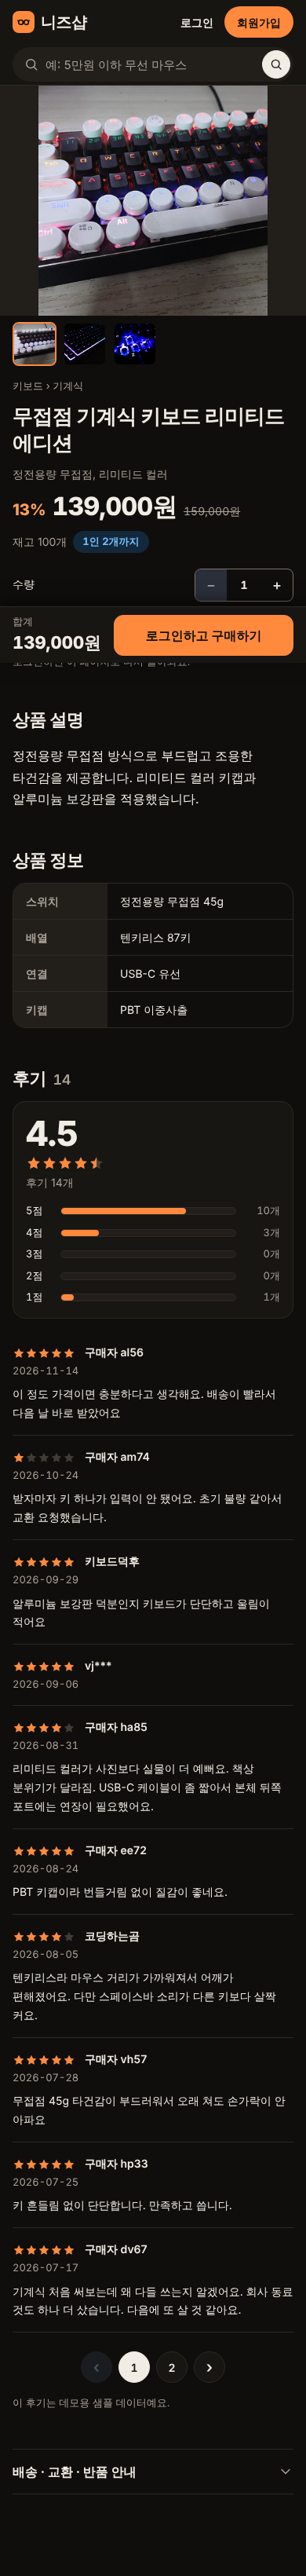 니즈샵
로그인
회원가입
예: 5만원 이하 무선 마우스
키보드 › 기계식
무접점 기계식 키보드 리미티드
에디션
정전용량 무접점, 리미티드 컬러
13% 139,000원 159,000원
재고 100개 1인 2개까지
수량
− 1 +
합계
139,000원
로그인하고 구매하기
상품 설명
정전용량 무접점 방식으로 부드럽고 조용한
타건감을 제공합니다. 리미티드 컬러 키캡과
알루미늄 보강판을 적용했습니다.
상품 정보
스위치 정전용량 무접점 45g
배열 텐키리스 87키
연결 USB-C 유선
키캡 PBT 이중사출
후기 14
4.5
후기 14개
5점 10개
4점 3개
3점 0개
2점 0개
1점 1개
구매자 al56
2026-11-14
이 정도 가격이면 충분하다고 생각해요. 배송이 빨라서
다음 날 바로 받았어요
구매자 am74
2026-10-24
받자마자 키 하나가 입력이 안 됐어요. 초기 불량 같아서
교환 요청했습니다.
키보드덕후
2026-09-29
알루미늄 보강판 덕분인지 키보드가 단단하고 울림이
적어요
vj***
2026-09-06
구매자 ha85
2026-08-31
리미티드 컬러가 사진보다 실물이 더 예뻐요. 책상
분위기가 달라짐. USB-C 케이블이 좀 짧아서 본체 뒤쪽
포트에는 연장이 필요했어요.
구매자 ee72
2026-08-24
PBT 키캡이라 번들거림 없이 질감이 좋네요.
코딩하는곰
2026-08-05
텐키리스라 마우스 거리가 가까워져서 어깨가
편해졌어요. 다만 스페이스바 소리가 다른 키보다 살짝
커요.
구매자 vh57
2026-07-28
무접점 45g 타건감이 부드러워서 오래 쳐도 손가락이 안
아파요
구매자 hp33
2026-07-25
키 흔들림 없이 단단합니다. 만족하고 씁니다.
구매자 dv67
2026-07-17
기계식 처음 써보는데 왜 다들 쓰는지 알겠어요. 회사 동료
것도 하나 더 샀습니다. 다음에 또 살 것 같아요.
‹ 1 2 ›
이 후기는 데모용 샘플 데이터예요.
배송 · 교환 · 반품 안내